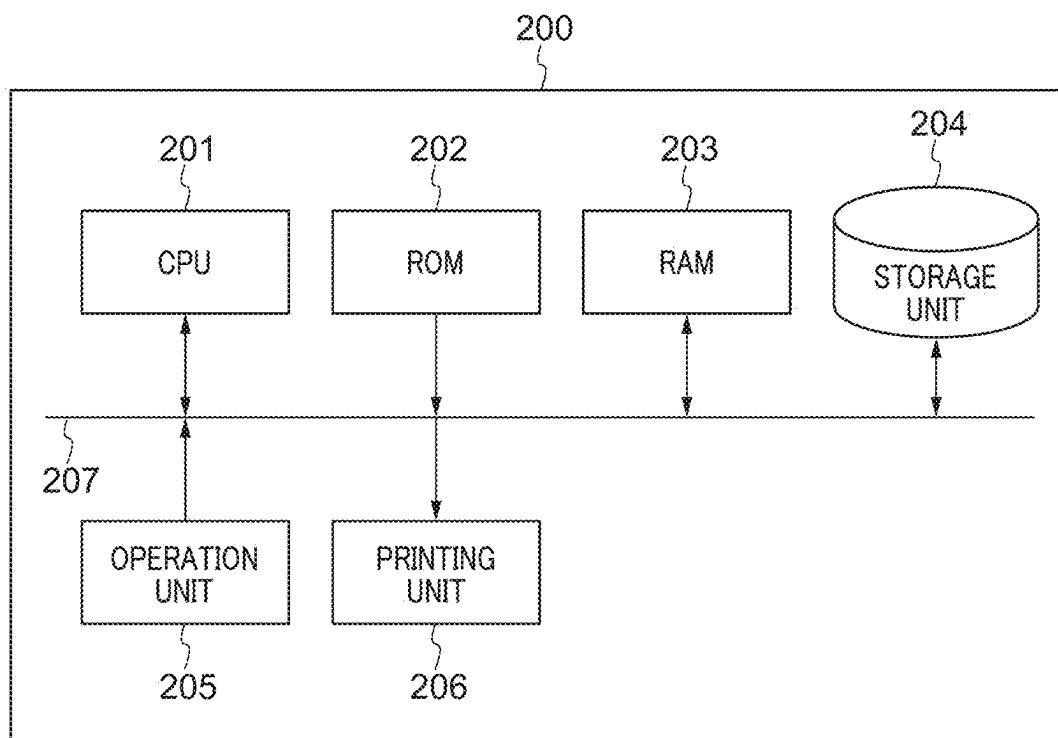 200
201
202
203
204
CPU
ROM
RAM
STORAGE
UNIT
207
OPERATION
UNIT
PRINTING
UNIT
205
206